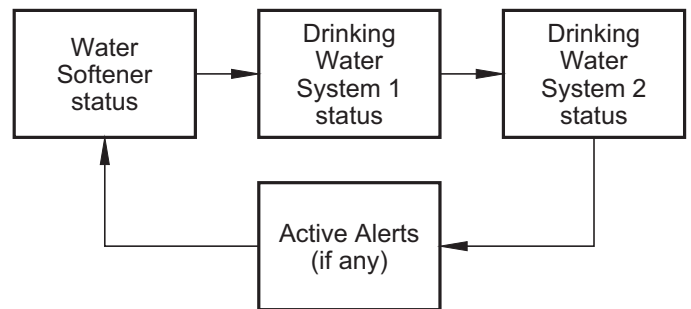 Water
Softener
status
Drinking
Water
System 1
status
Drinking
Water
System 2
status
Active Alerts
(if any)